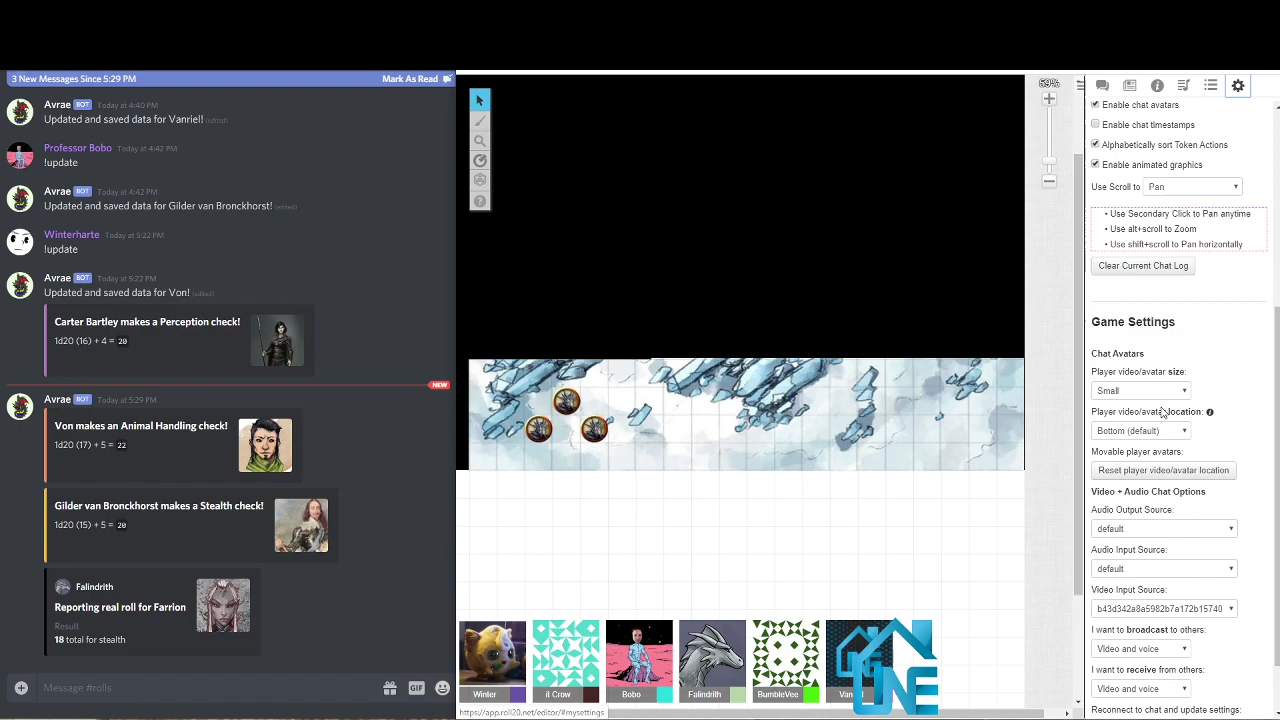 3 New Messages Since 5:29 PM
Mark As Read
Avrae BOT Today at 4:40 PM
Updated and saved data for Vanriel! (edited)
Professor Bobo Today at 4:42 PM
!update
Avrae BOT Today at 4:42 PM
Updated and saved data for Gilder van Bronckhorst! (edited)
Winterharte Today at 5:22 PM
!update
Avrae BOT Today at 5:22 PM
Updated and saved data for Von! (edited)
Carter Bartley makes a Perception check!
1d20 (16) + 4 = 20
NEW
Avrae BOT Today at 5:29 PM
Von makes an Animal Handling check!
1d20 (17) + 5 = 22
Gilder van Bronckhorst makes a Stealth check!
1d20 (15) + 5 = 20
Falindrith
Reporting real roll for Farrion
Result
18 total for stealth
Message #rolls
GIF
Winter
il Crow
Bobo
Falindrith
BumbleVee
https://app.roll20.net/editor/#mysettings
Enable chat avatars
Enable chat timestamps
Alphabetically sort Token Actions
Enable animated graphics
Use Scroll to Pan
• Use Secondary Click to Pan anytime
• Use alt+scroll to Zoom
• Use shift+scroll to Pan horizontally
Clear Current Chat Log
Game Settings
Chat Avatars
Player video/avatar size:
Small
Player video/avatar location:
Bottom (default)
Movable player avatars:
Reset player video/avatar location
Video + Audio Chat Options
Audio Output Source:
default
Audio Input Source:
default
Video Input Source:
b43d342a8a5982b7a172b15740
I want to broadcast to others:
Video and voice
I want to receive from others:
Video and voice
Reconnect to chat and update settings: